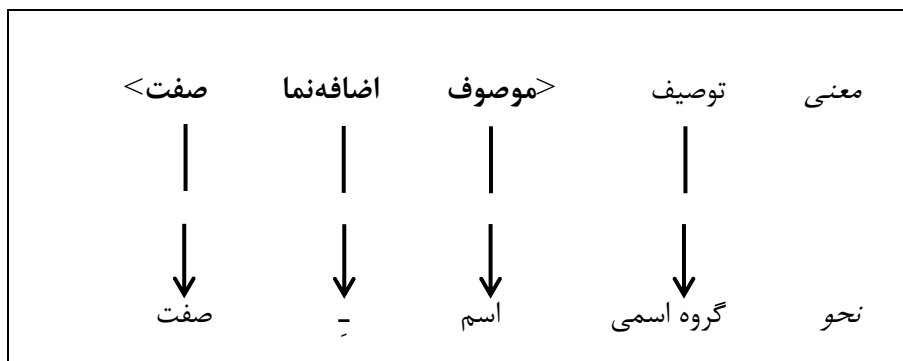 معنی توصیف <موصوف اضافه‌نما صفت>
نحو گروه اسمی اسم ـِ صفت